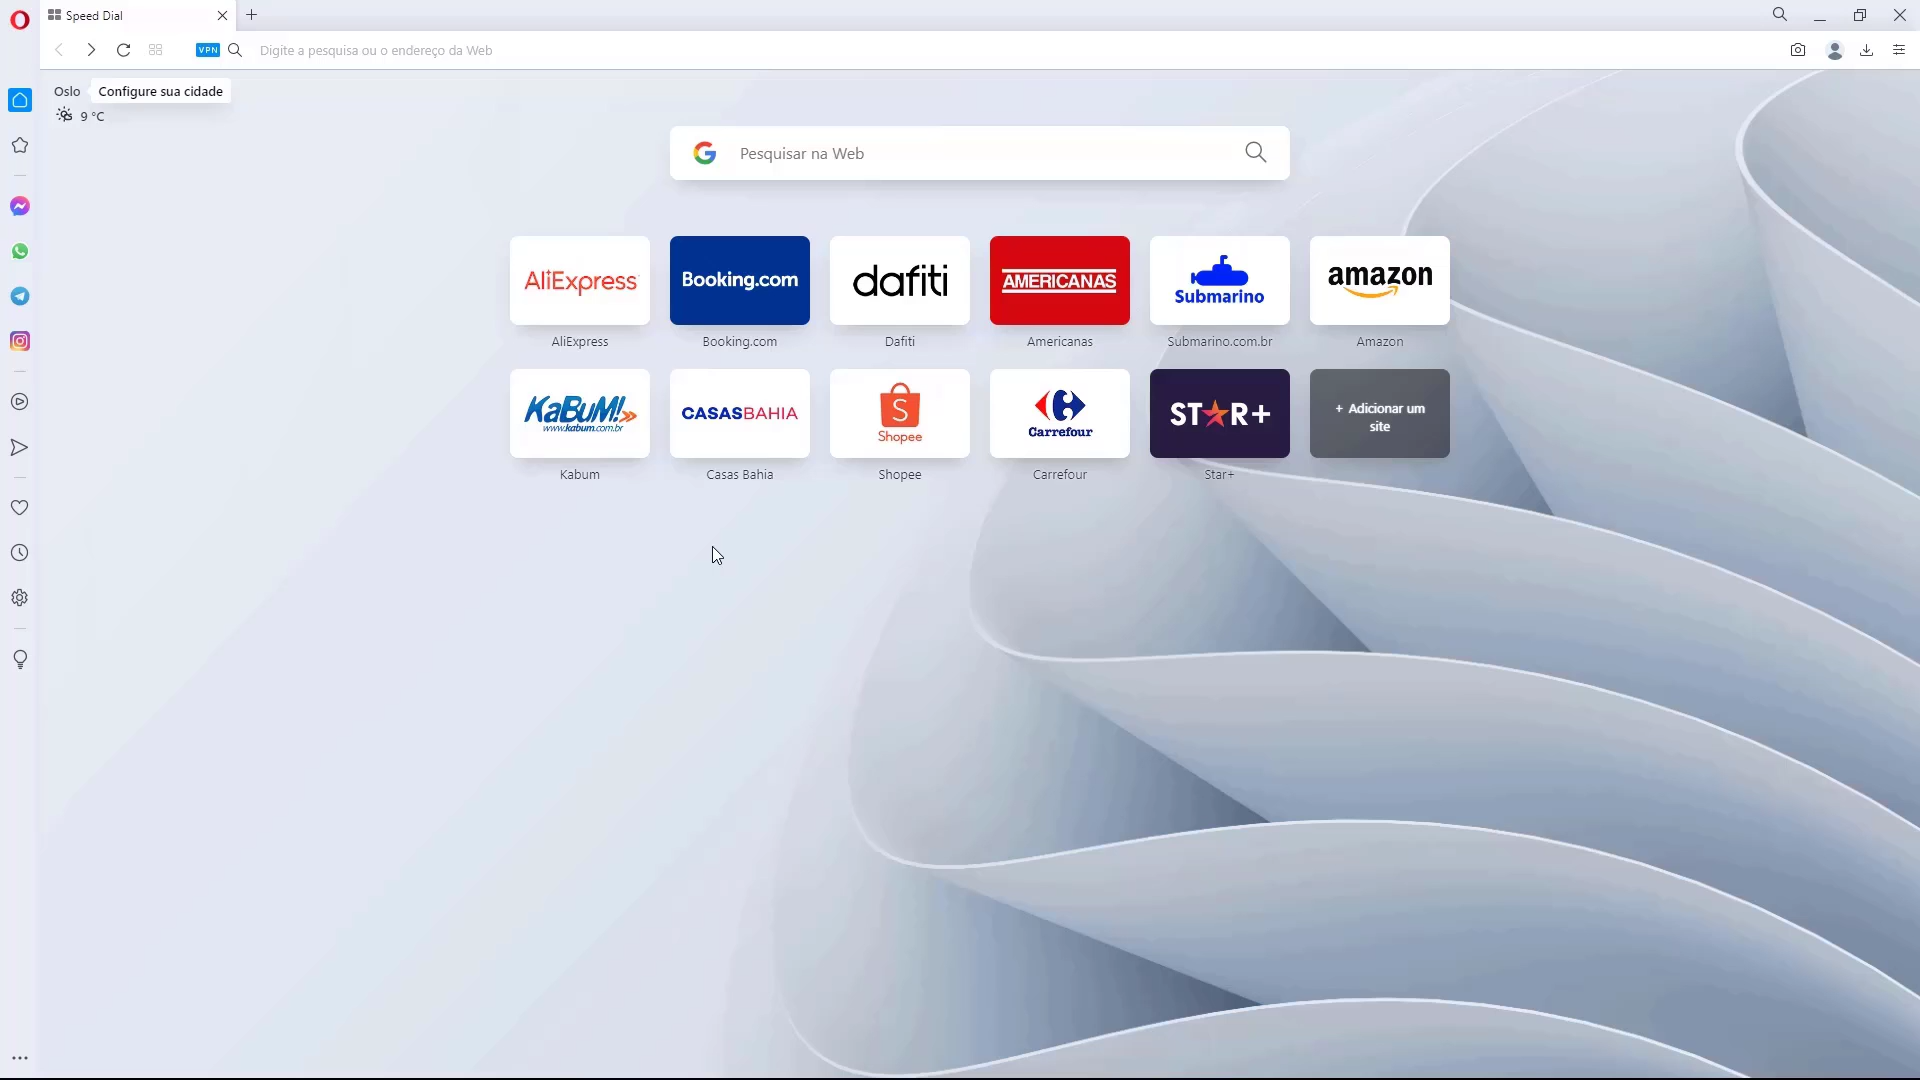 Speed Dial
VPN
Digite a pesquisa ou o endereço da Web
Oslo
Configure sua cidade
9 °C
Pesquisar na Web
AliExpress
Booking.com
dafiti
AMERICANAS
Submarino
amazon
AliExpress
Booking.com
Dafiti
Americanas
Submarino.com.br
Amazon
KaBuM!
www.kabum.com.br
CASASBAHIA
S
Shopee
Carrefour
ST★R+
+ Adicionar um
site
Kabum
Casas Bahia
Shopee
Carrefour
Star+